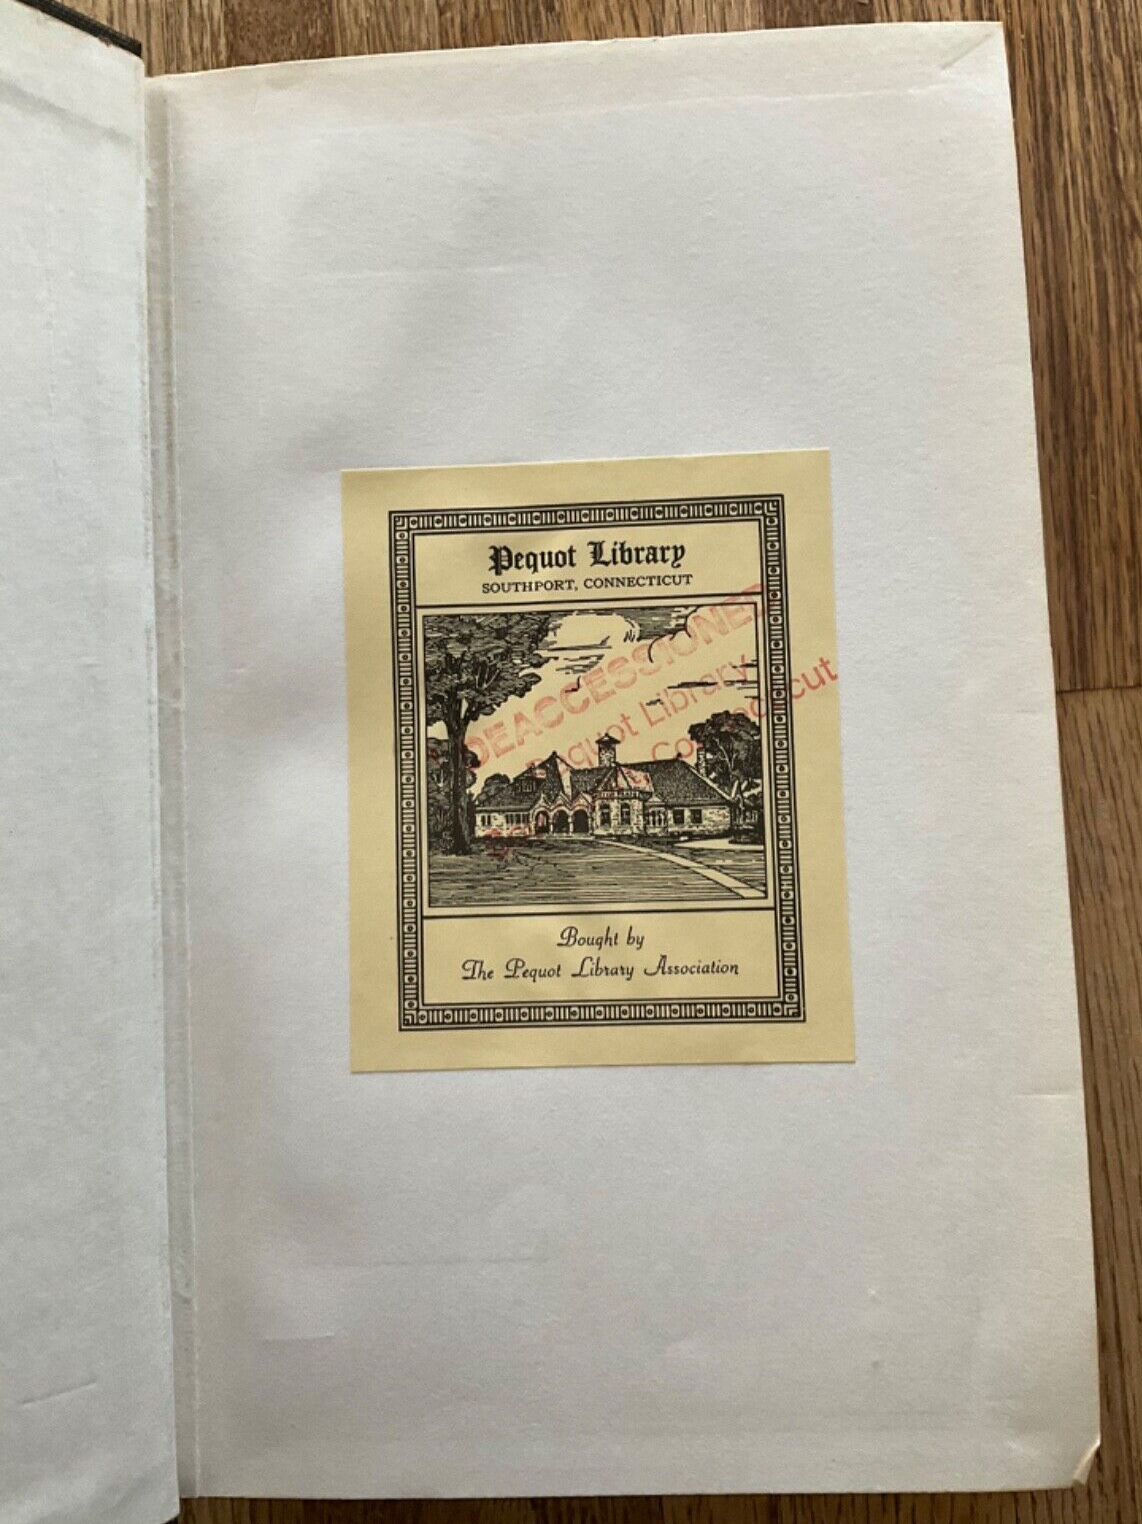 Pequot Library
SOUTHPORT, CONNECTICUT
DEACCESSIONED
Pequot Library
Connecticut
Bought by
The Pequot Library Association